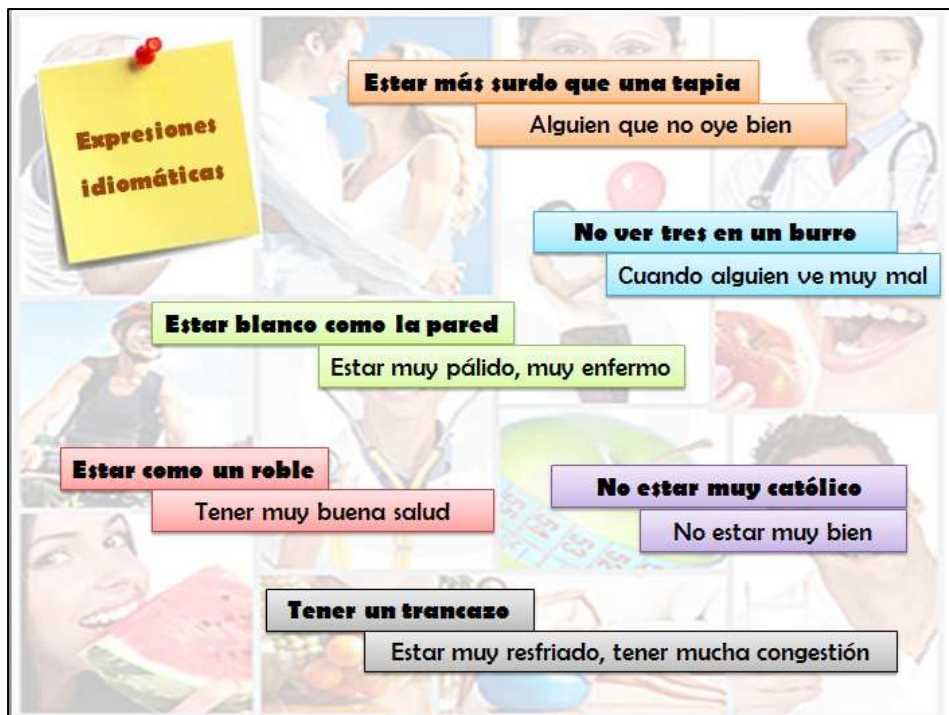 Expresiones
idiomáticas
Estar más surdo que una tapia
Alguien que no oye bien
No ver tres en un burro
Cuando alguien ve muy mal
Estar blanco como la pared
Estar muy pálido, muy enfermo
Estar como un roble
Tener muy buena salud
No estar muy católico
No estar muy bien
Tener un trancazo
Estar muy resfriado, tener mucha congestión